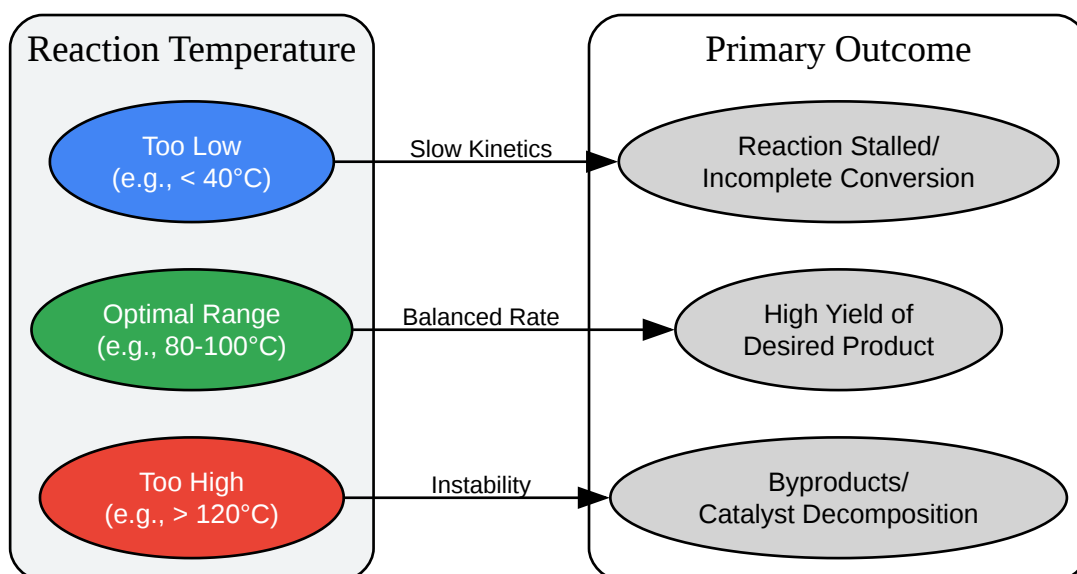 Reaction Temperature
Primary Outcome
Too Low
(e.g., < 40°C)
Slow Kinetics
Reaction Stalled/
Incomplete Conversion
Optimal Range
(e.g., 80-100°C)
Balanced Rate
High Yield of
Desired Product
Too High
(e.g., > 120°C)
Instability
Byproducts/
Catalyst Decomposition